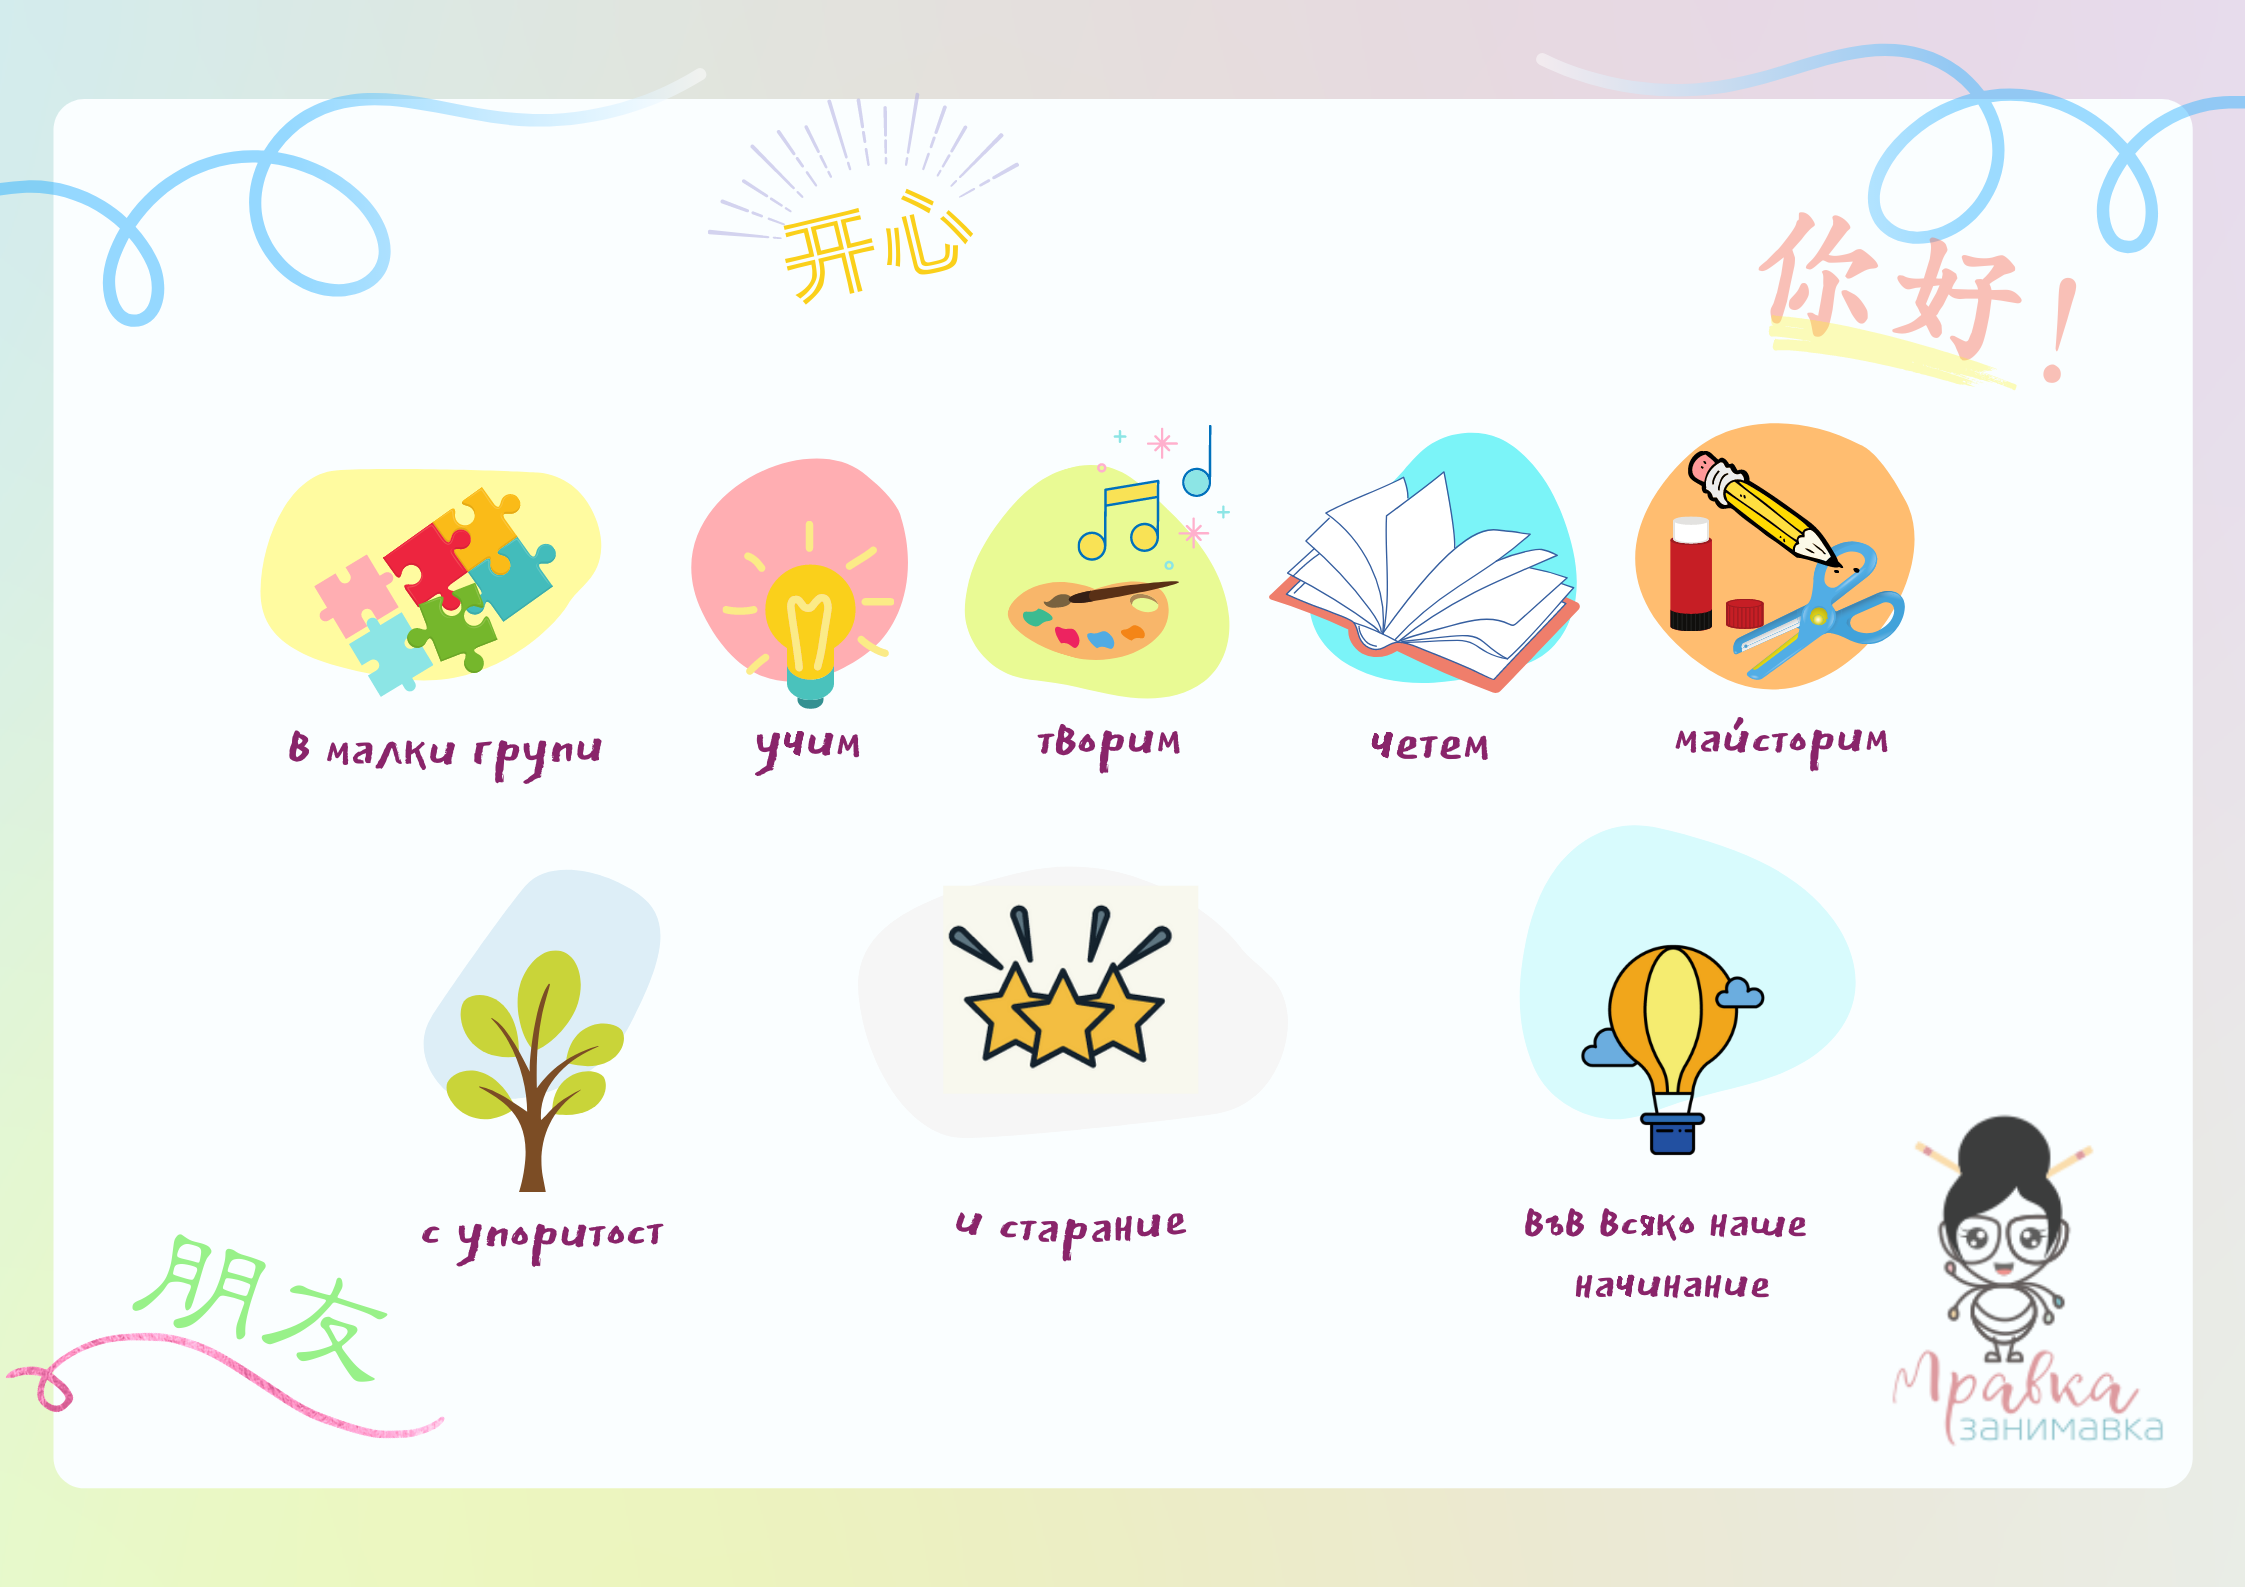 开心
你好！
в малки групи
учим
творим
четем
майсторим
с упоритост
и старание
във всяко наше
начинание
朋友
Мравка
занимавка